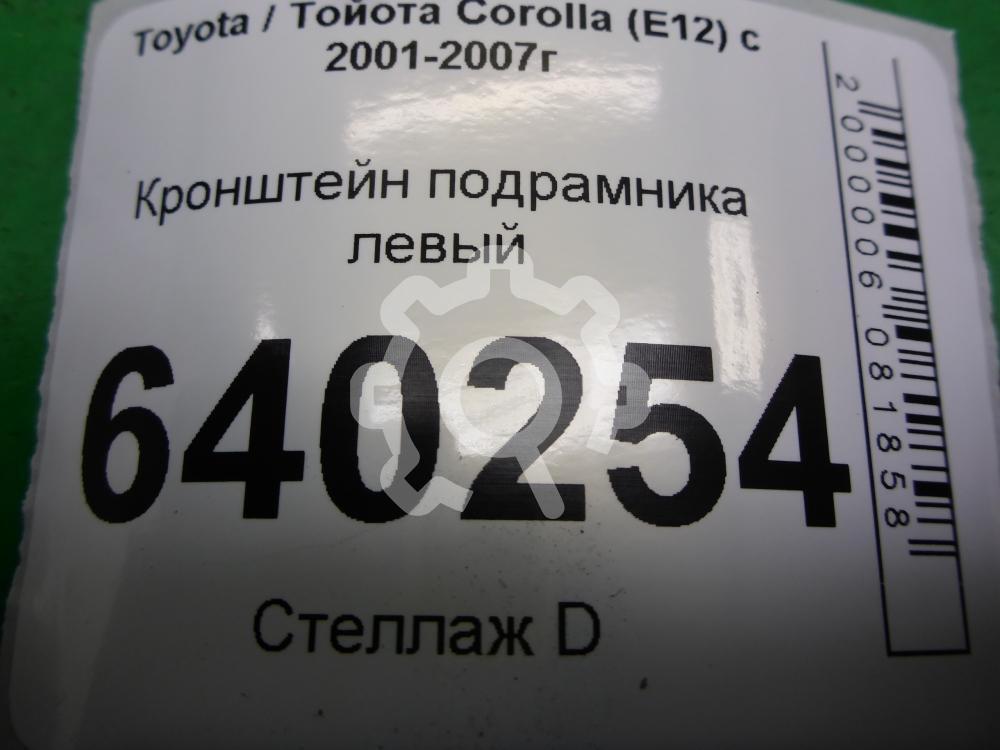 Toyota / Тойота Corolla (E12) с
2001-2007г
Кронштейн подрамника
левый
640254
Стеллаж D
2000006081858